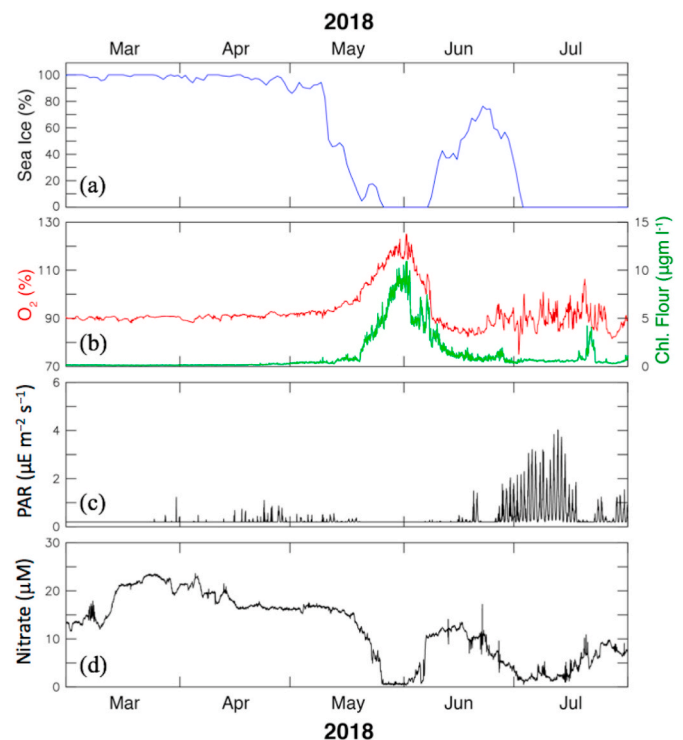 2018
Mar Apr May Jun Jul
100
80
60
40
20
0
Sea Ice (%)
(a)
130
110
90
70
O₂ (%)
(b)
15
10
5
0
Chl. Flour (µgm l⁻¹)
6
4
2
0
PAR (µE m⁻² s⁻¹)
(c)
30
20
10
0
Nitrate (µM)
(d)
Mar Apr May Jun Jul
2018